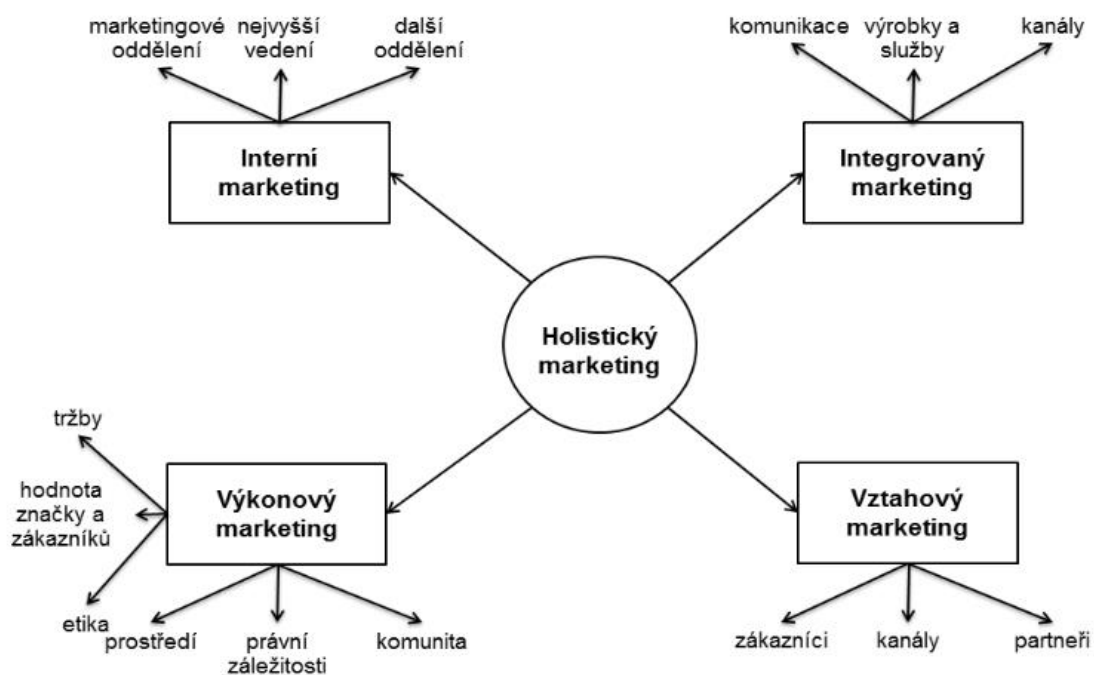 marketingové
oddělení
nejvyšší
vedení
další
oddělení
komunikace
výrobky a
služby
kanály
Interní
marketing
Integrovaný
marketing
Holistický
marketing
tržby
hodnota
značky a
zákazníků
etika
Výkonový
marketing
prostředí
právní
záležitosti
komunita
Vztahový
marketing
zákazníci
kanály
partneři